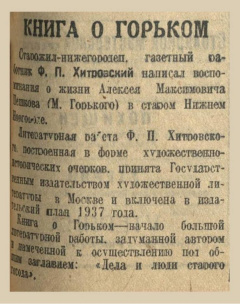 КНИГА О ГОРЬКОМ
Старожил-нижегородец, газетный ра-
ботник Ф. П. Хитровский написал воспо-
минания о жизни Алексея Максимовича
Пешкова (М. Горького) в старом Нижнем
Новгороде.
Литературная работа Ф. П. Хитровско-
го, построенная в форме художественно-
исторических очерков, принята Государст-
венным издательством художественной ли-
тературы в Москве и включена в изда-
тельский план 1937 года.
Книга о Горьком—начало большой
литературной работы, задуманной автором
и намеченной к осуществлению под об-
щим заглавием: «Дела и люди старого
города».